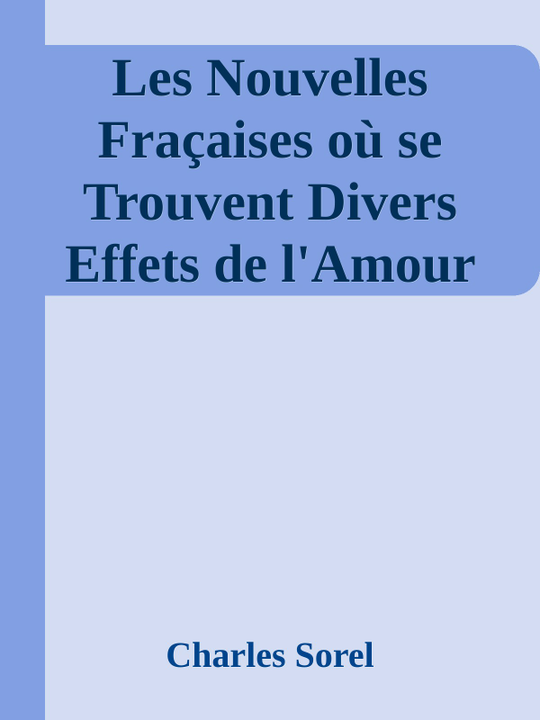 Les Nouvelles
Fraçaises où se
Trouvent Divers
Effets de l'Amour
Charles Sorel